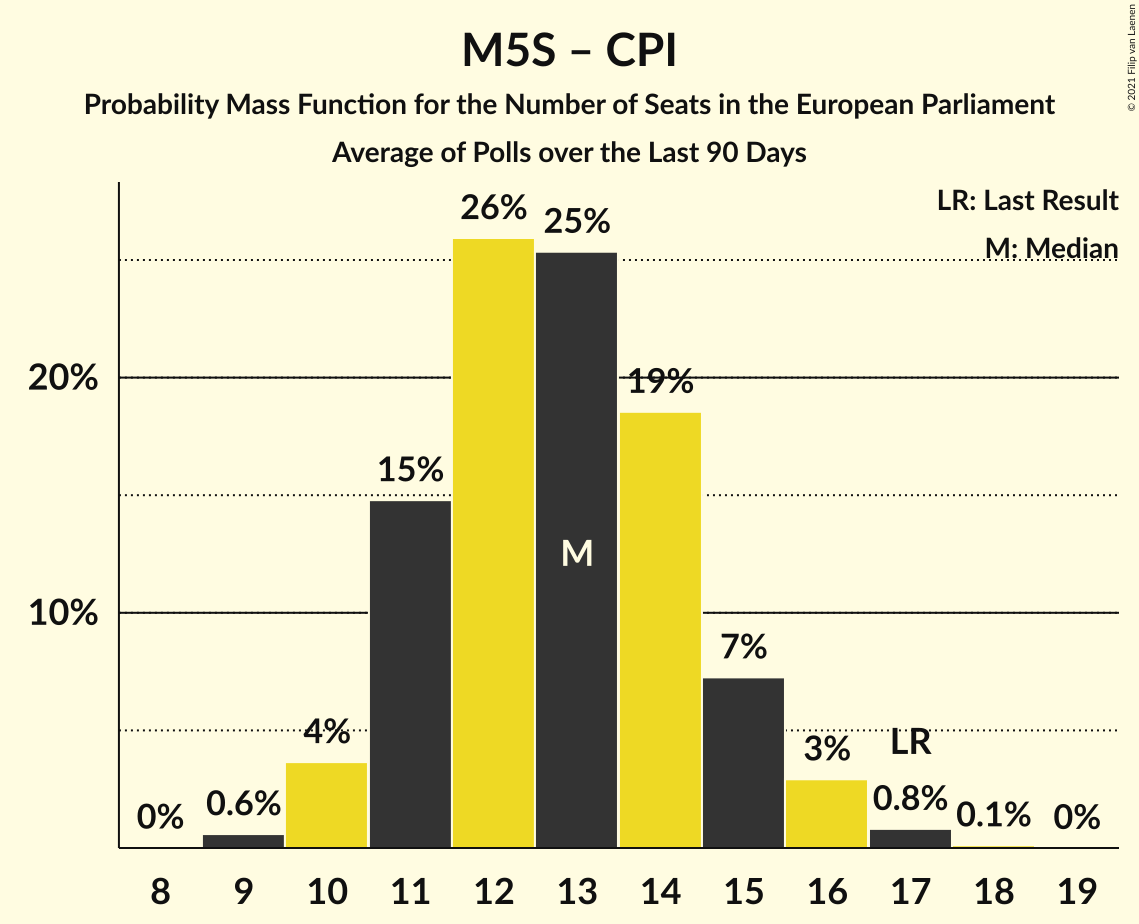 M5S – CPI
Probability Mass Function for the Number of Seats in the European Parliament
Average of Polls over the Last 90 Days
© 2021 Filip van Laenen
LR: Last Result
M: Median
26%
25%
20%
19%
15%
M
10%
7%
4%
3%
LR
0%
0.6%
0.8%
0.1%
0%
8 9 10 11 12 13 14 15 16 17 18 19